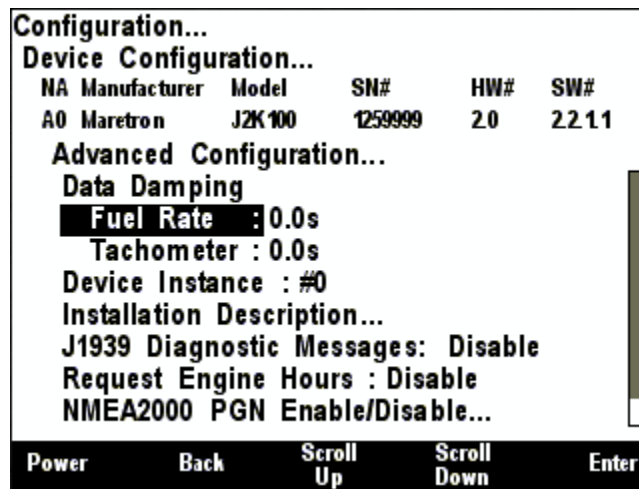 Configuration...
Device Configuration...
NA Manufacturer Model SN# HW# SW#
A0 Maretron J2K100 1259999 2.0 2.2.1.1
Advanced Configuration...
Data Damping
Fuel Rate : 0.0s
Tachometer : 0.0s
Device Instance : #0
Installation Description...
J1939 Diagnostic Messages: Disable
Request Engine Hours : Disable
NMEA2000 PGN Enable/Disable...
Power Back Scroll Up Scroll Down Enter